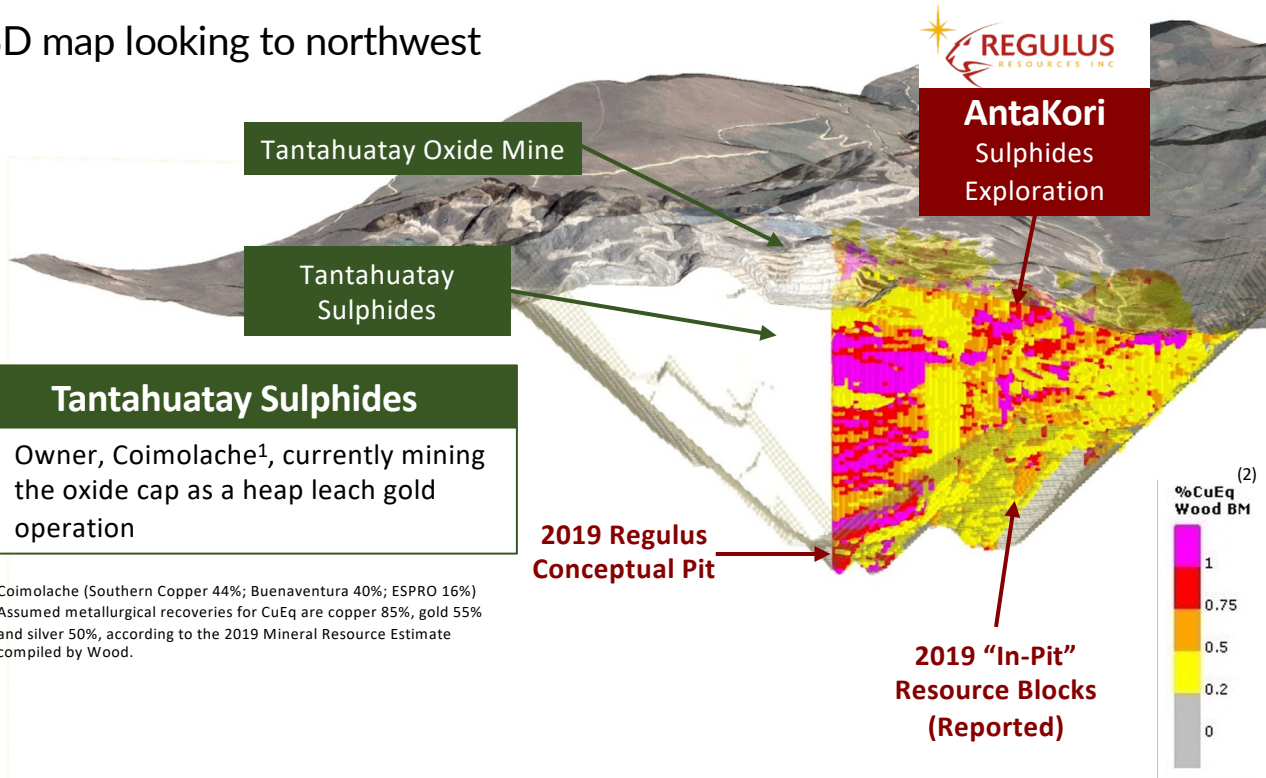 3D map looking to northwest
REGULUS
RESOURCES INC
AntaKori
Sulphides
Exploration
Tantahuatay Oxide Mine
Tantahuatay
Sulphides
Tantahuatay Sulphides
Owner, Coimolache1, currently mining
the oxide cap as a heap leach gold
operation
2019 Regulus
Conceptual Pit
2019 “In-Pit”
Resource Blocks
(Reported)
(2)
%CuEq
Wood BM
1
0.75
0.5
0.2
0
Coimolache (Southern Copper 44%; Buenaventura 40%; ESPRO 16%)
Assumed metallurgical recoveries for CuEq are copper 85%, gold 55%
and silver 50%, according to the 2019 Mineral Resource Estimate
compiled by Wood.